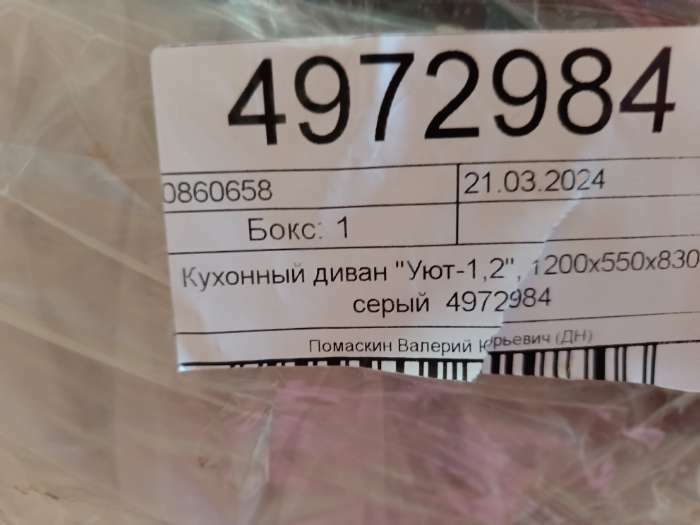 4972984
0860658 21.03.2024
Бокс: 1
Кухонный диван "Уют-1,2", 1200х550х830
серый 4972984
Помаскин Валерий Юрьевич (ДН)